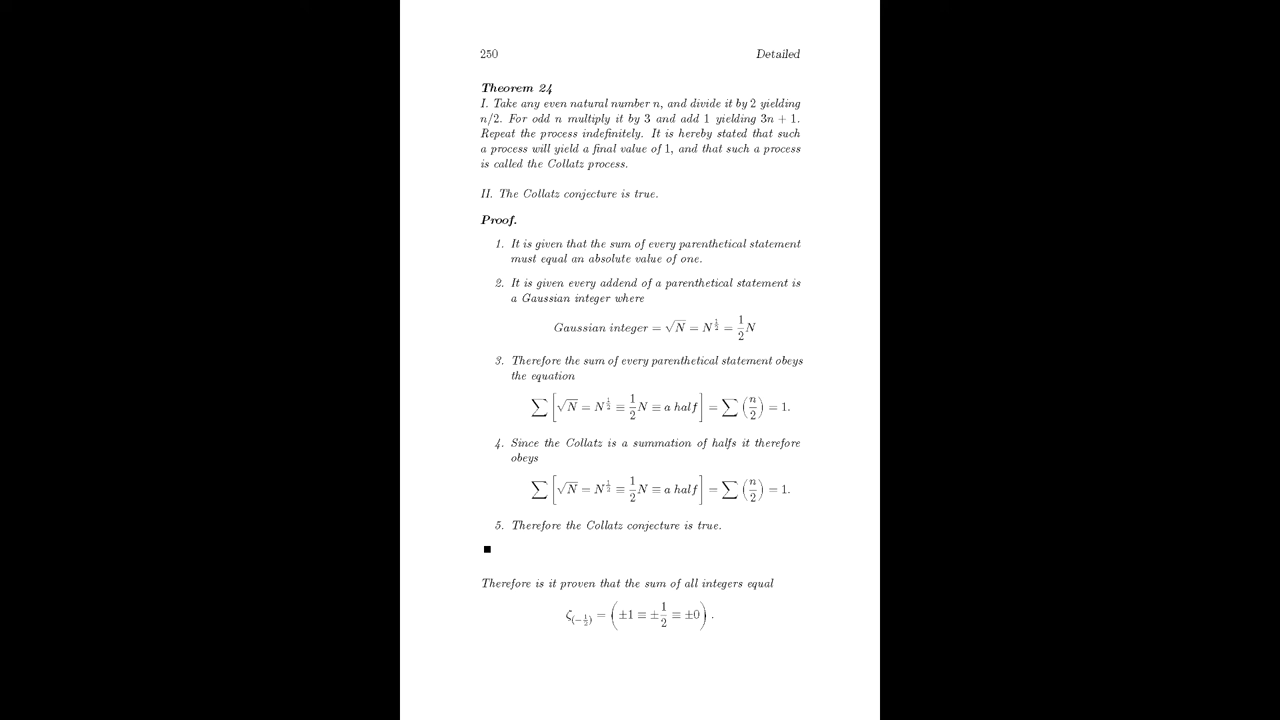 250 Detailed
Theorem 24
I. Take any even natural number n, and divide it by 2 yielding
n/2. For odd n multiply it by 3 and add 1 yielding 3n + 1.
Repeat the process indefinitely. It is hereby stated that such
a process will yield a final value of 1, and that such a process
is called the Collatz process.
II. The Collatz conjecture is true.
Proof.
1. It is given that the sum of every parenthetical statement
must equal an absolute value of one.
2. It is given every addend of a parenthetical statement is
a Gaussian integer where
Gaussian integer = √N = N^{1/2} = 1/2 N
3. Therefore the sum of every parenthetical statement obeys
the equation
∑ [√N = N^{1/2} ≡ 1/2 N ≡ a half] = ∑ (n/2) = 1.
4. Since the Collatz is a summation of halfs it therefore
obeys
∑ [√N = N^{1/2} ≡ 1/2 N ≡ a half] = ∑ (n/2) = 1.
5. Therefore the Collatz conjecture is true.
■
Therefore is it proven that the sum of all integers equal
ζ_{(−1/2)} = (±1 ≡ ±1/2 ≡ ±0).